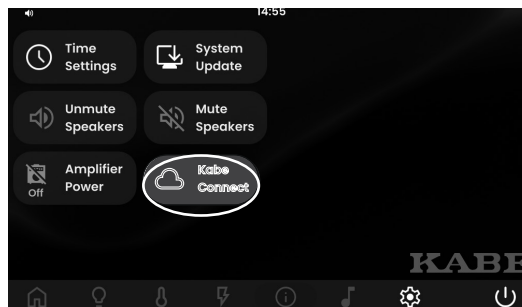 14:55
Time
Settings
System
Update
Unmute
Speakers
Mute
Speakers
Off
Amplifier
Power
Kabe
Connect
KABE